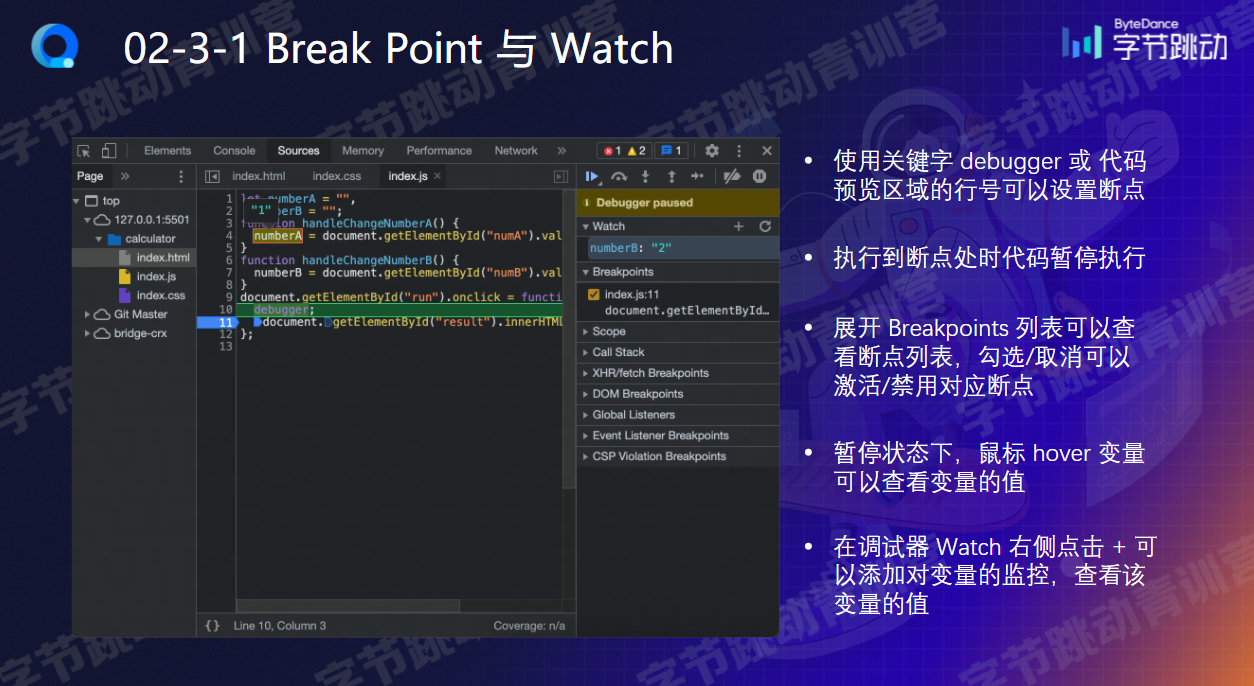 02-3-1 Break Point 与 Watch
ByteDance
字节跳动
Elements Console Sources Memory Performance Network » 1 2 1
Page »
index.html index.css index.js ×
top
127.0.0.1:5501
calculator
index.html
index.js
index.css
Git Master
bridge-crx
1 let numberA = "",
"1"
2 berB = "";
3 function handleChangeNumberA() {
4 numberA = document.getElementById("numA").val
5 }
6 function handleChangeNumberB() {
7 numberB = document.getElementById("numB").val
8 }
9 document.getElementById("run").onclick = functi
10 debugger;
11 document.getElementById("result").innerHTML
12 };
13
{} Line 10, Column 3 Coverage: n/a
Debugger paused
Watch
numberB: "2"
Breakpoints
index.js:11
document.getElementById…
Scope
Call Stack
XHR/fetch Breakpoints
DOM Breakpoints
Global Listeners
Event Listener Breakpoints
CSP Violation Breakpoints
• 使用关键字 debugger 或 代码
预览区域的行号可以设置断点
• 执行到断点处时代码暂停执行
• 展开 Breakpoints 列表可以查
看断点列表，勾选/取消可以
激活/禁用对应断点
• 暂停状态下，鼠标 hover 变量
可以查看变量的值
• 在调试器 Watch 右侧点击 + 可
以添加对变量的监控，查看该
变量的值
字节跳动青训营